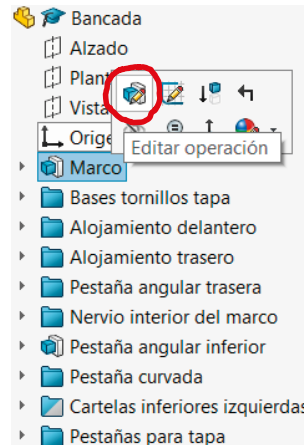 Bancada
Alzado
Plant
Vista
Orige
Editar operación
Marco
Bases tornillos tapa
Alojamiento delantero
Alojamiento trasero
Pestaña angular trasera
Nervio interior del marco
Pestaña angular inferior
Pestaña curvada
Cartelas inferiores izquierdas
Pestañas para tapa